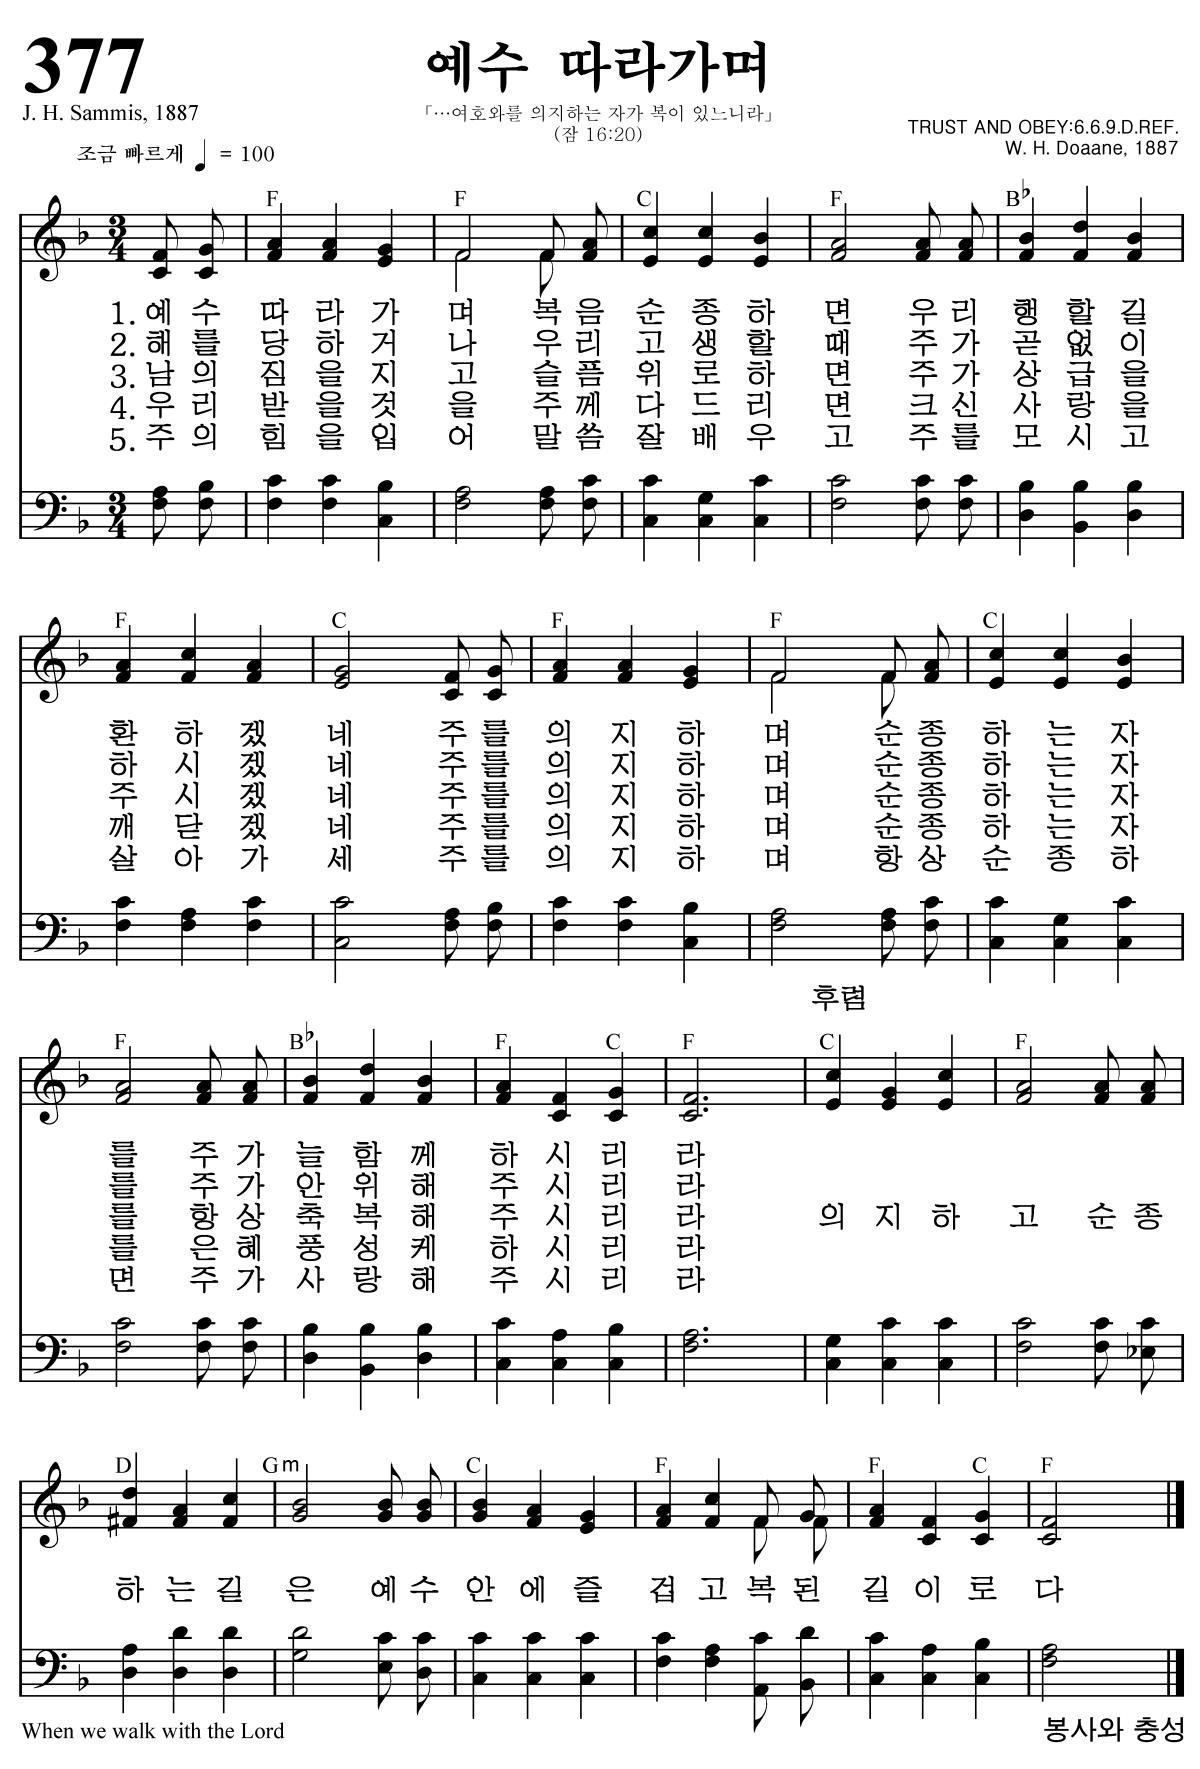 377
예수 따라가며
J. H. Sammis, 1887
「…여호와를 의지하는 자가 복이 있느니라」
(잠 16:20)
TRUST AND OBEY:6.6.9.D.REF.
W. H. Doaane, 1887
조금 빠르게 ♩ = 100
F F C F B♭
3 4
1. 예 수 따 라 가 며 복 음 순 종 하 면 우 리 행 할 길
2. 해 를 당 하 거 나 우 리 고 생 할 때 주 가 곧 없 이
3. 남 의 짐 을 지 고 슬 픔 위 로 하 면 주 가 상 급 을
4. 우 리 받 을 것 을 주 께 다 드 리 면 크 신 사 랑 을
5. 주 의 힘 을 입 어 말 씀 잘 배 우 고 주 를 모 시 고
3 4
F C F F C
환 하 겠 네 주 를 의 지 하 며 순 종 하 는 자
하 시 겠 네 주 를 의 지 하 며 순 종 하 는 자
주 시 겠 네 주 를 의 지 하 며 순 종 하 는 자
깨 닫 겠 네 주 를 의 지 하 며 순 종 하 는 자
살 아 가 세 주 를 의 지 하 며 항 상 순 종 하
후렴
F B♭ F C F C F
를 주 가 늘 함 께 하 시 리 라
를 주 가 안 위 해 주 시 리 라
를 항 상 축 복 해 주 시 리 라 의 지 하 고 순 종
를 은 혜 풍 성 케 하 시 리 라
면 주 가 사 랑 해 주 시 리 라
D Gm C F F C F
하 는 길 은 예 수 안 에 즐 겁 고 복 된 길 이 로 다
When we walk with the Lord
봉사와 충성